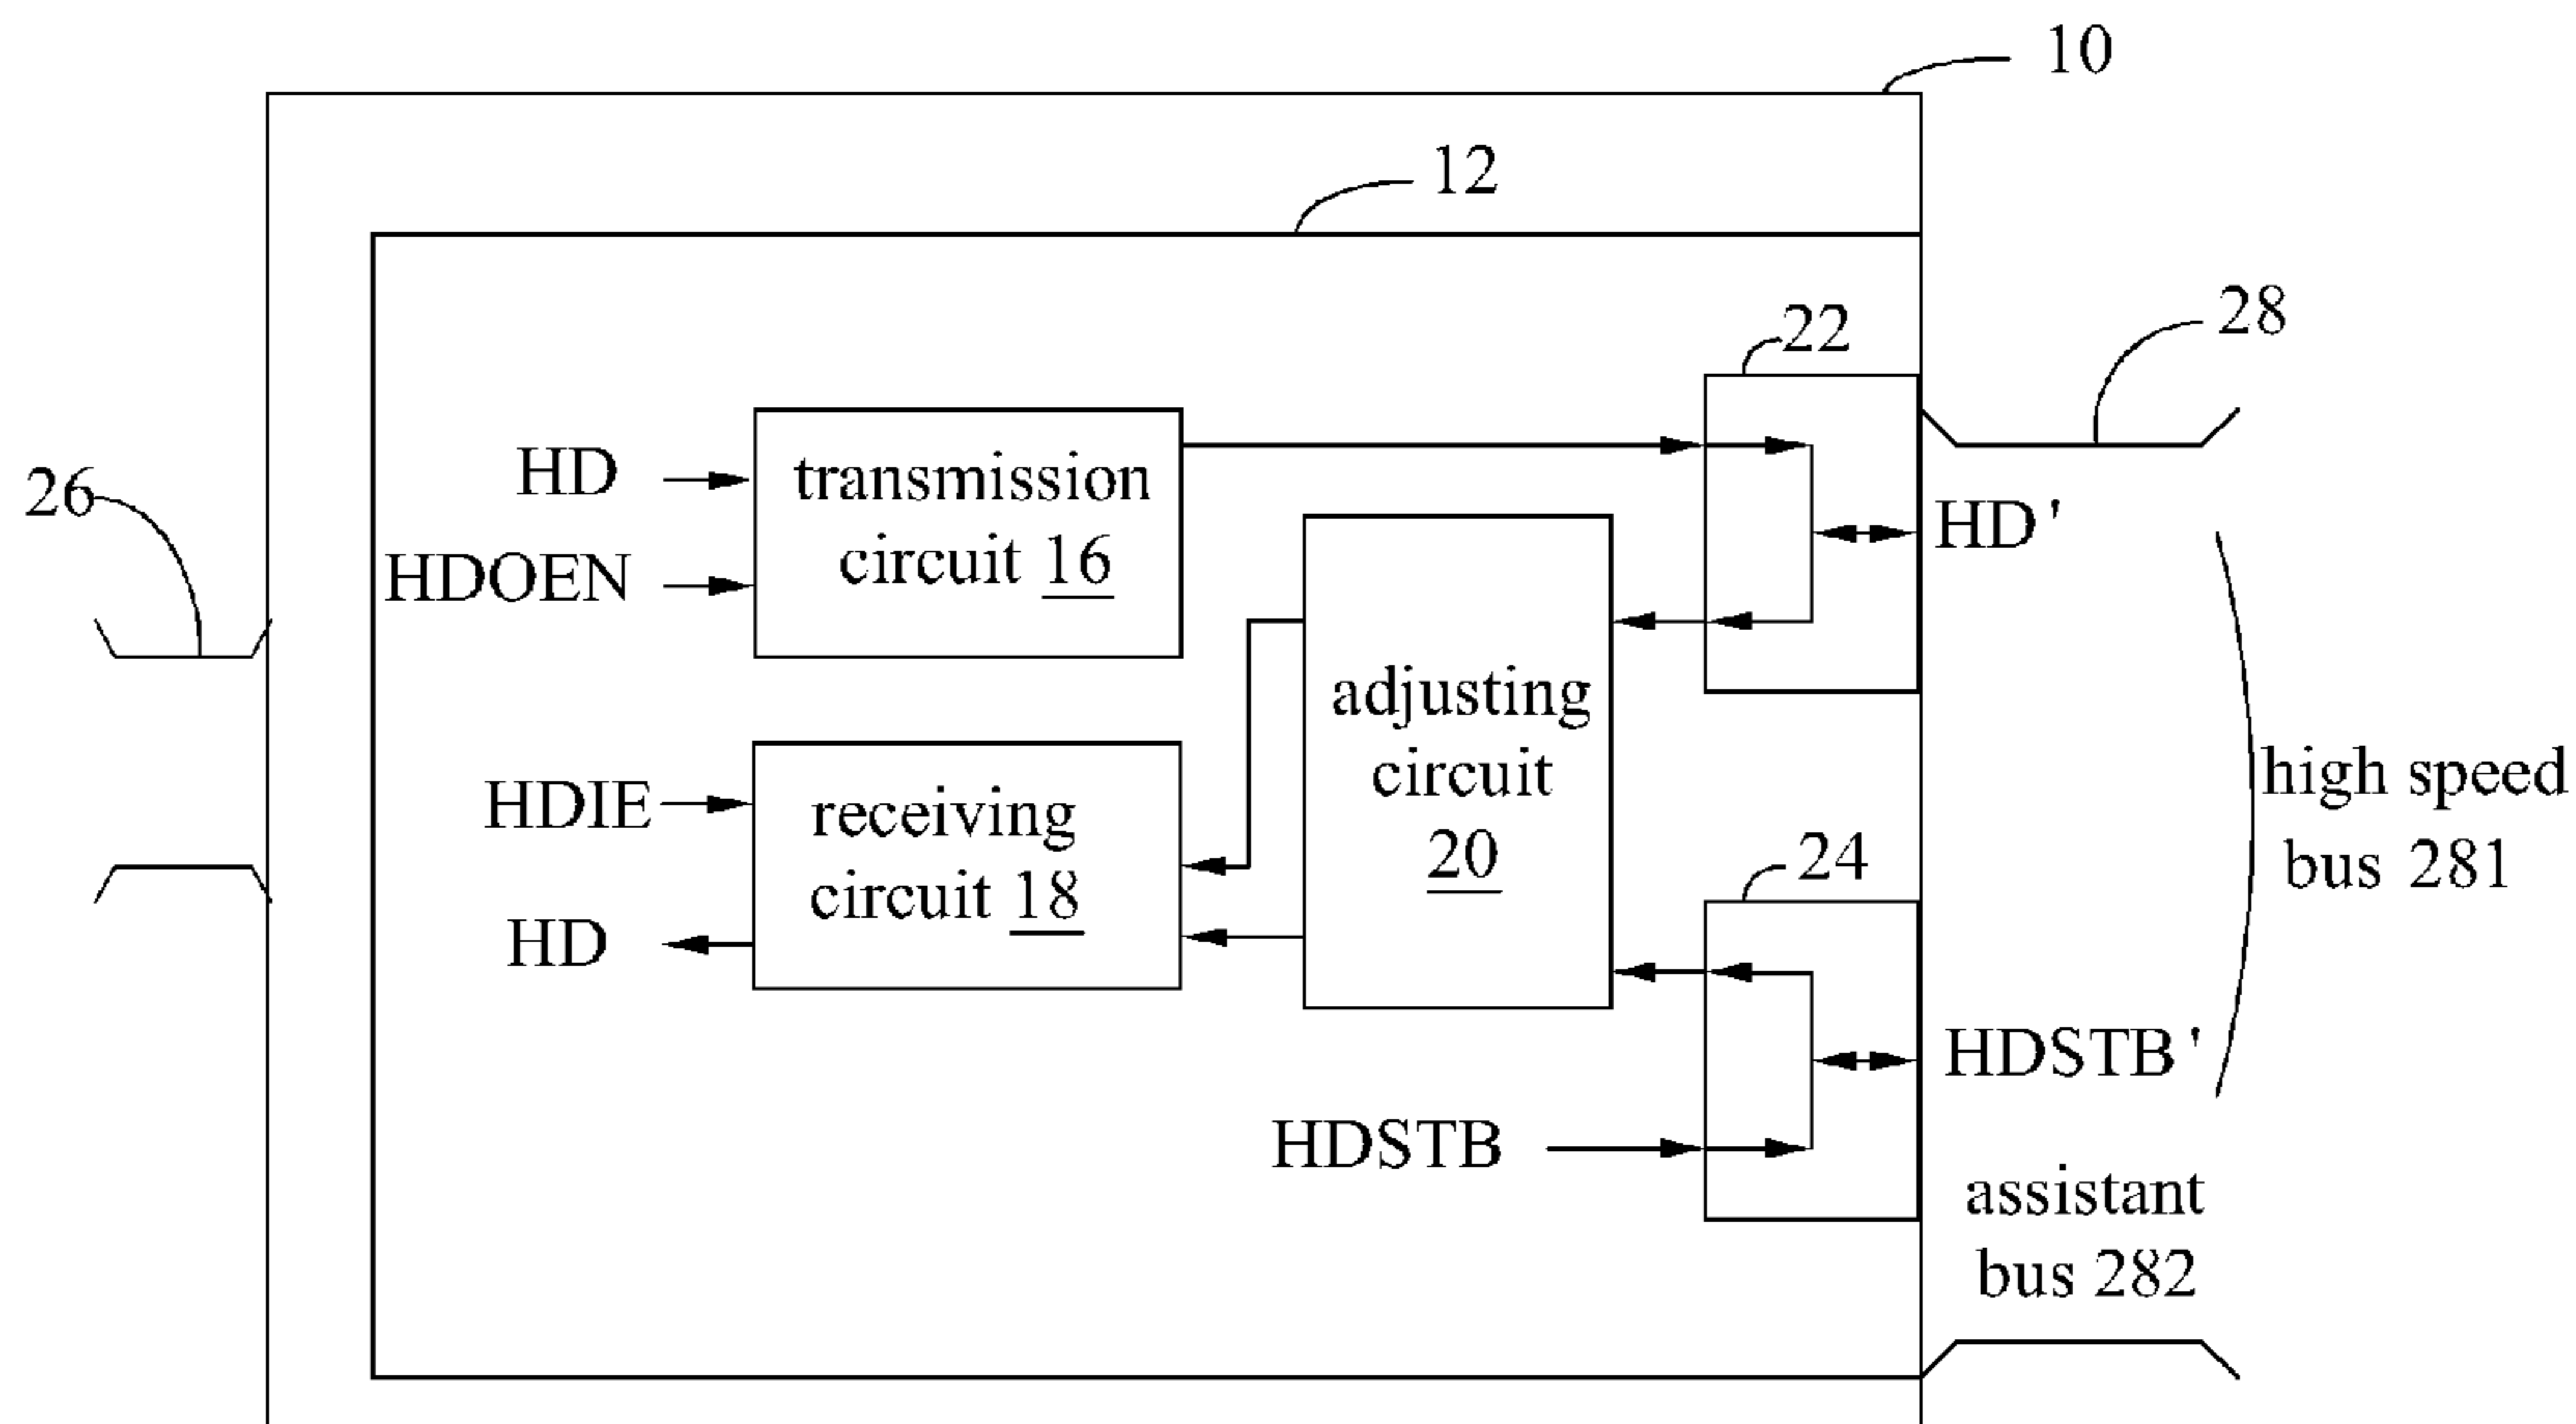 10
12
22
28
26
HD
HDOEN
transmission
circuit 16
HD'
adjusting
circuit
20
high speed
bus 281
HDIE
HD
receiving
circuit 18
24
HDSTB'
HDSTB
assistant
bus 282